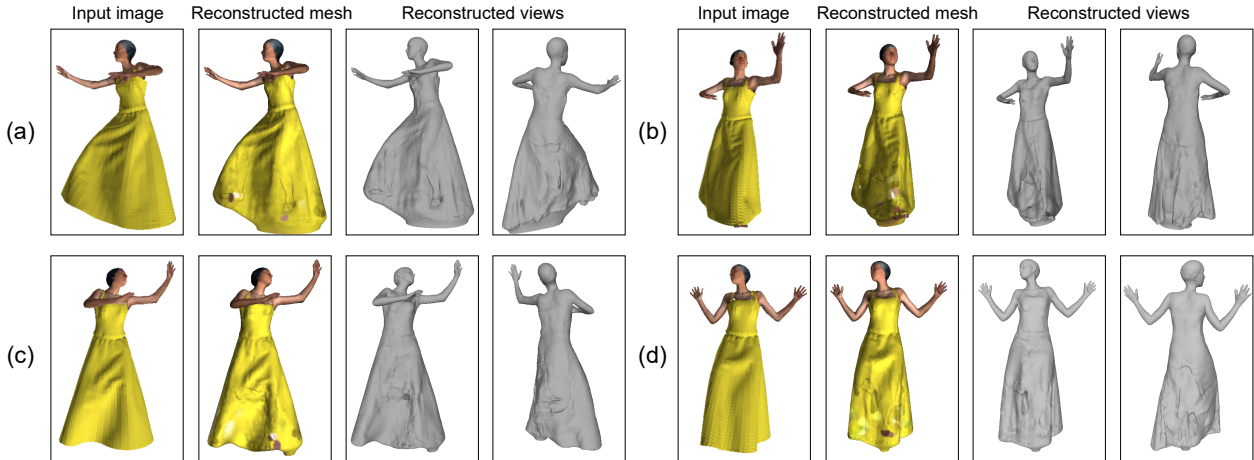 Input image Reconstructed mesh Reconstructed views Input image Reconstructed mesh Reconstructed views
(a) (b)
(c) (d)